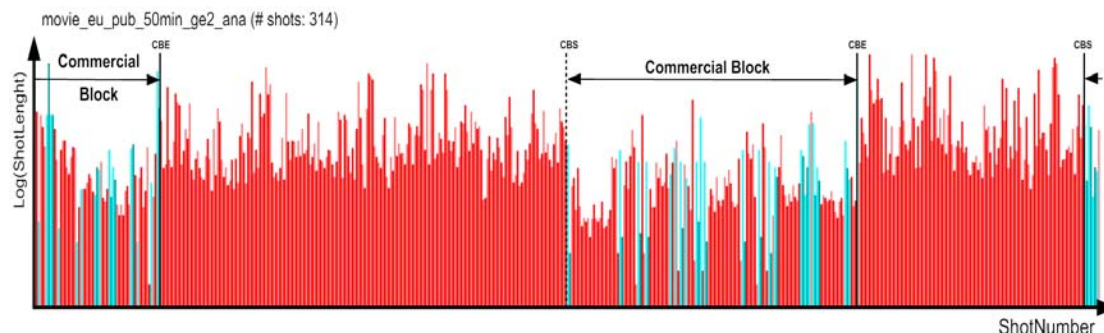 movie_eu_pub_50min_ge2_ana (# shots: 314)
CBE
CBS
CBE
CBS
Commercial
Block
Commercial Block
Log(ShotLenght)
ShotNumber